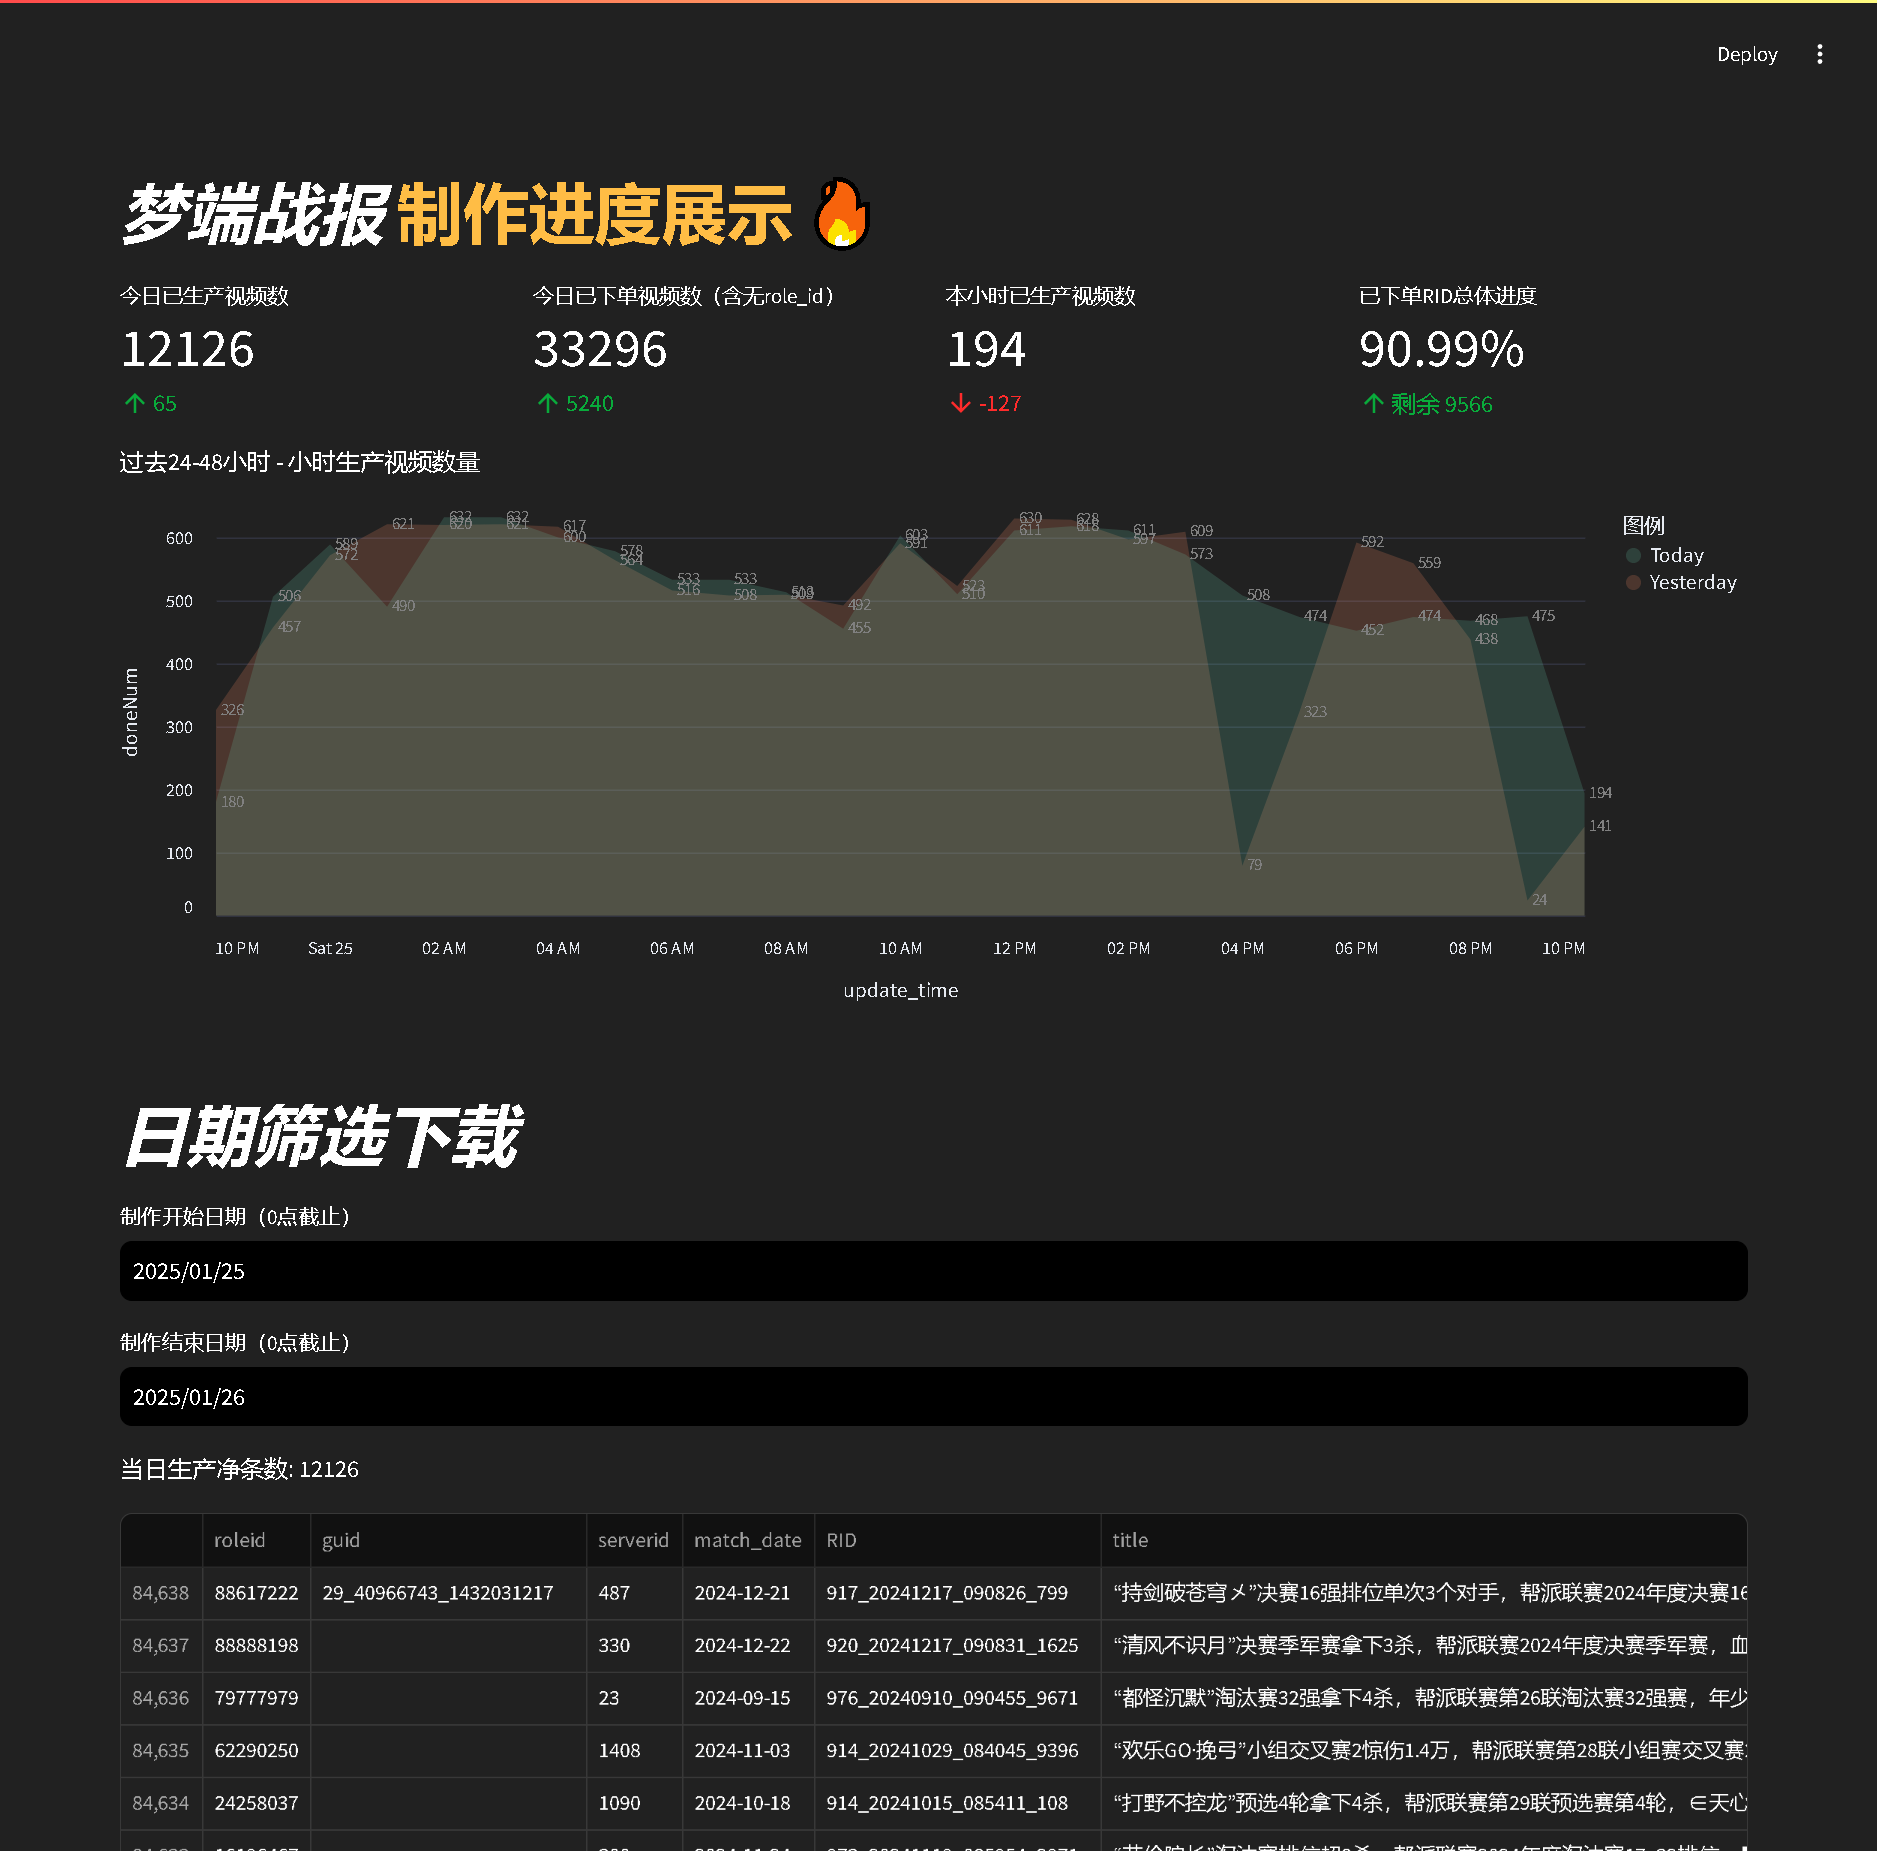 Deploy
梦端战报制作进度展示
今日已生产视频数
12126
65
今日已下单视频数（含无role_id）
33296
5240
本小时已生产视频数
194
-127
已下单RID总体进度
90.99%
剩余 9566
过去24-48小时 - 小时生产视频数量
图例
Today
Yesterday
doneNum
600
500
400
300
200
100
0
326
180
506
457
589
572
621
490
632
620
632
621
617
600
578
564
533
516
533
508
492
455
603
591
523
510
630
611
628
618
611
597
609
573
508
79
474
323
592
452
559
474
468
438
475
24
194
141
10 PM Sat 25 02 AM 04 AM 06 AM 08 AM 10 AM 12 PM 02 PM 04 PM 06 PM 08 PM 10 PM
update_time
日期筛选下载
制作开始日期（0点截止）
2025/01/25
制作结束日期（0点截止）
2025/01/26
当日生产净条数: 12126
roleid guid serverid match_date RID title
84,638 88617222 29_40966743_1432031217 487 2024-12-21 917_20241217_090826_799 “持剑破苍穹メ”决赛16强排位单次3个对手，帮派联赛2024年度决赛16
84,637 88888198 330 2024-12-22 920_20241217_090831_1625 “清风不识月”决赛季军赛拿下3杀，帮派联赛2024年度决赛季军赛，血
84,636 79777979 23 2024-09-15 976_20240910_090455_9671 “都怪沉默”淘汰赛32强拿下4杀，帮派联赛第26联淘汰赛32强赛，年少
84,635 62290250 1408 2024-11-03 914_20241029_084045_9396 “欢乐GO·挽弓”小组交叉赛2惊伤1.4万，帮派联赛第28联小组赛交叉赛
84,634 24258037 1090 2024-10-18 914_20241015_085411_108 “打野不控龙”预选4轮拿下4杀，帮派联赛第29联预选赛第4轮，∈天心